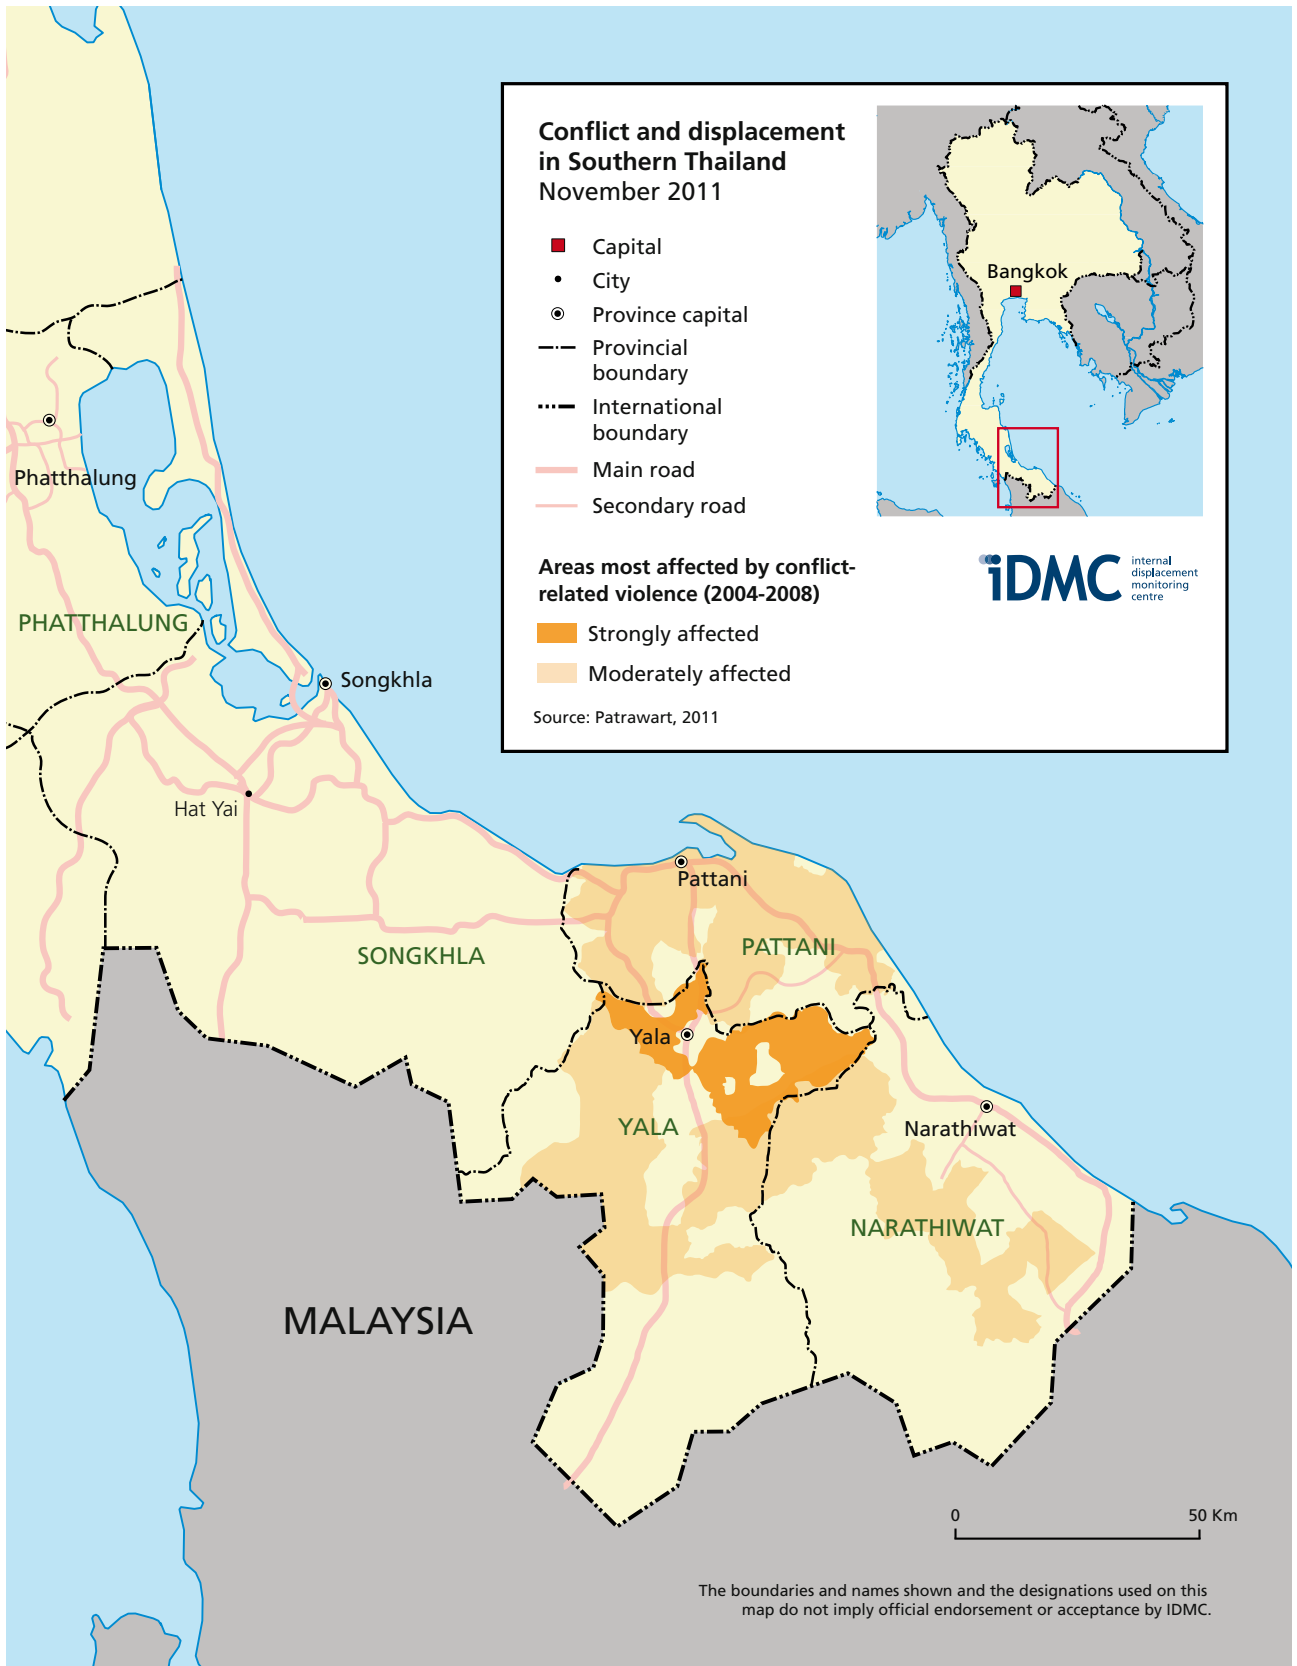 Conflict and displacement
in Southern Thailand
November 2011
Capital
City
Province capital
Provincial
boundary
International
boundary
Main road
Secondary road
Areas most affected by conflict-
related violence (2004-2008)
Strongly affected
Moderately affected
Source: Patrawart, 2011
Bangkok
iDMC
internal
displacement
monitoring
centre
Phatthalung
PHATTHALUNG
Songkhla
Hat Yai
Pattani
PATTANI
SONGKHLA
Yala
YALA
Narathiwat
NARATHIWAT
MALAYSIA
0 50 Km
The boundaries and names shown and the designations used on this
map do not imply official endorsement or acceptance by IDMC.